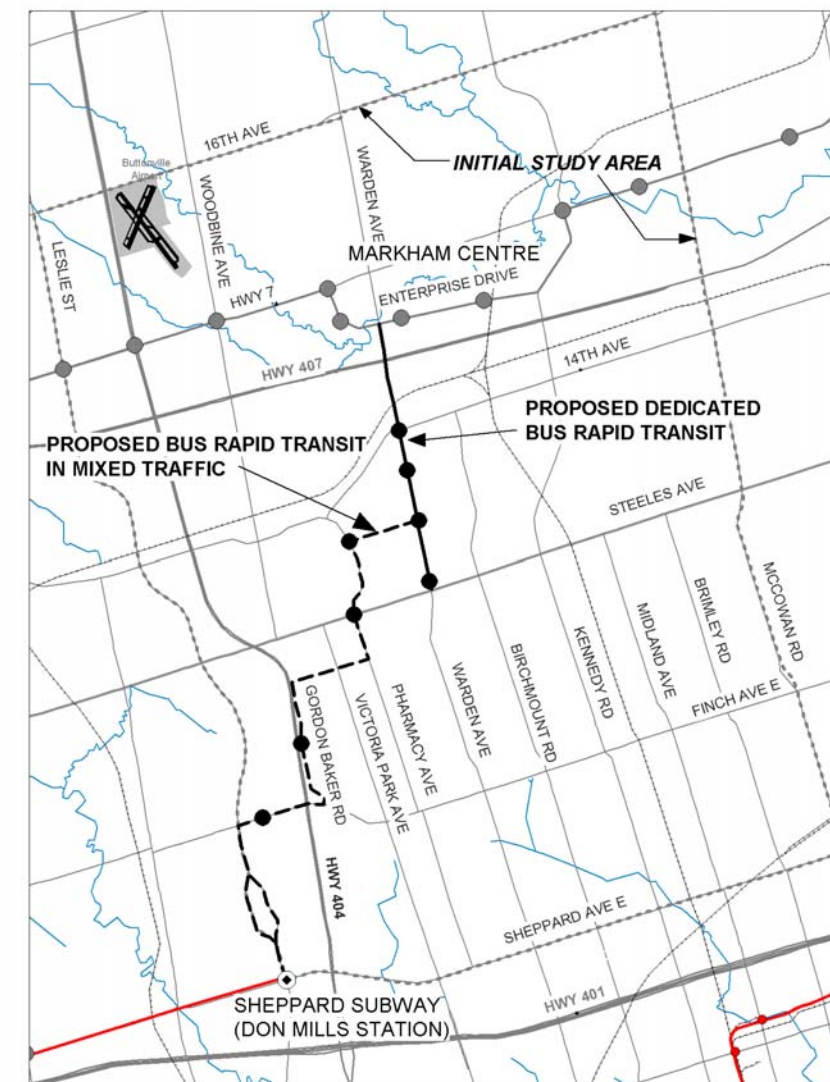 16TH AVE
Buttonville
Airport
INITIAL STUDY AREA
WARDEN AVE
WOODBINE AVE
LESLIE ST
MARKHAM CENTRE
ENTERPRISE DRIVE
HWY 7
HWY 407
14TH AVE
PROPOSED DEDICATED
BUS RAPID TRANSIT
PROPOSED BUS RAPID TRANSIT
IN MIXED TRAFFIC
STEELES AVE
MCCOWAN RD
BRIMLEY RD
MIDLAND AVE
KENNEDY RD
BIRCHMOUNT RD
WARDEN AVE
PHARMACY AVE
VICTORIA PARK AVE
GORDON BAKER RD
FINCH AVE E
HWY 404
SHEPPARD AVE E
SHEPPARD SUBWAY
(DON MILLS STATION)
HWY 401